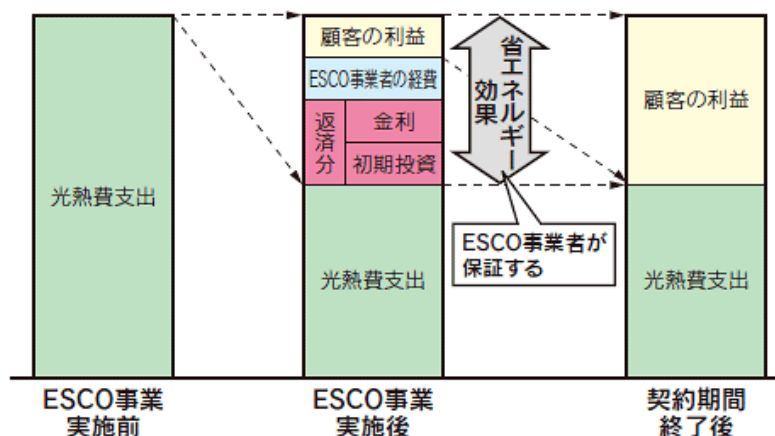 光熱費支出
ESCO事業
実施前
顧客の利益
ESCO事業者の経費
返済分
金利
初期投資
光熱費支出
ESCO事業
実施後
省エネルギー
効果
ESCO事業者が
保証する
顧客の利益
光熱費支出
契約期間
終了後